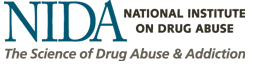 NIDA NATIONAL INSTITUTE
ON DRUG ABUSE
The Science of Drug Abuse & Addiction